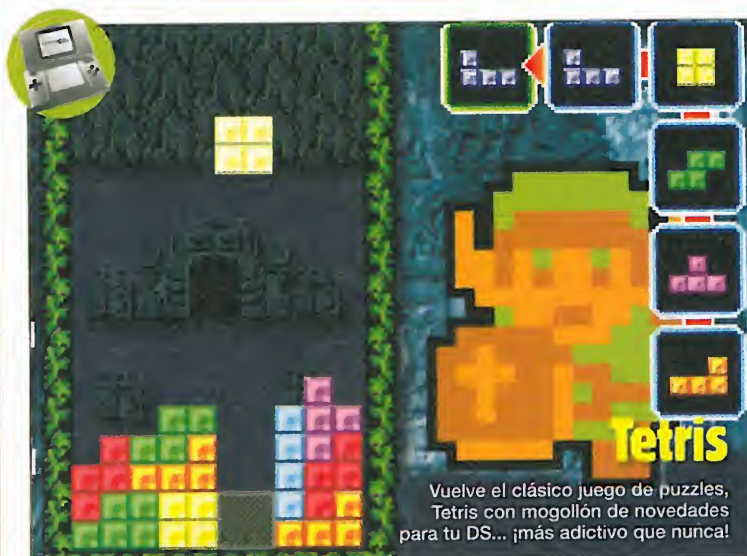 Tetris
Vuelve el clásico juego de puzzles,
Tetris con mogollón de novedades
para tu DS... ¡más adictivo que nunca!